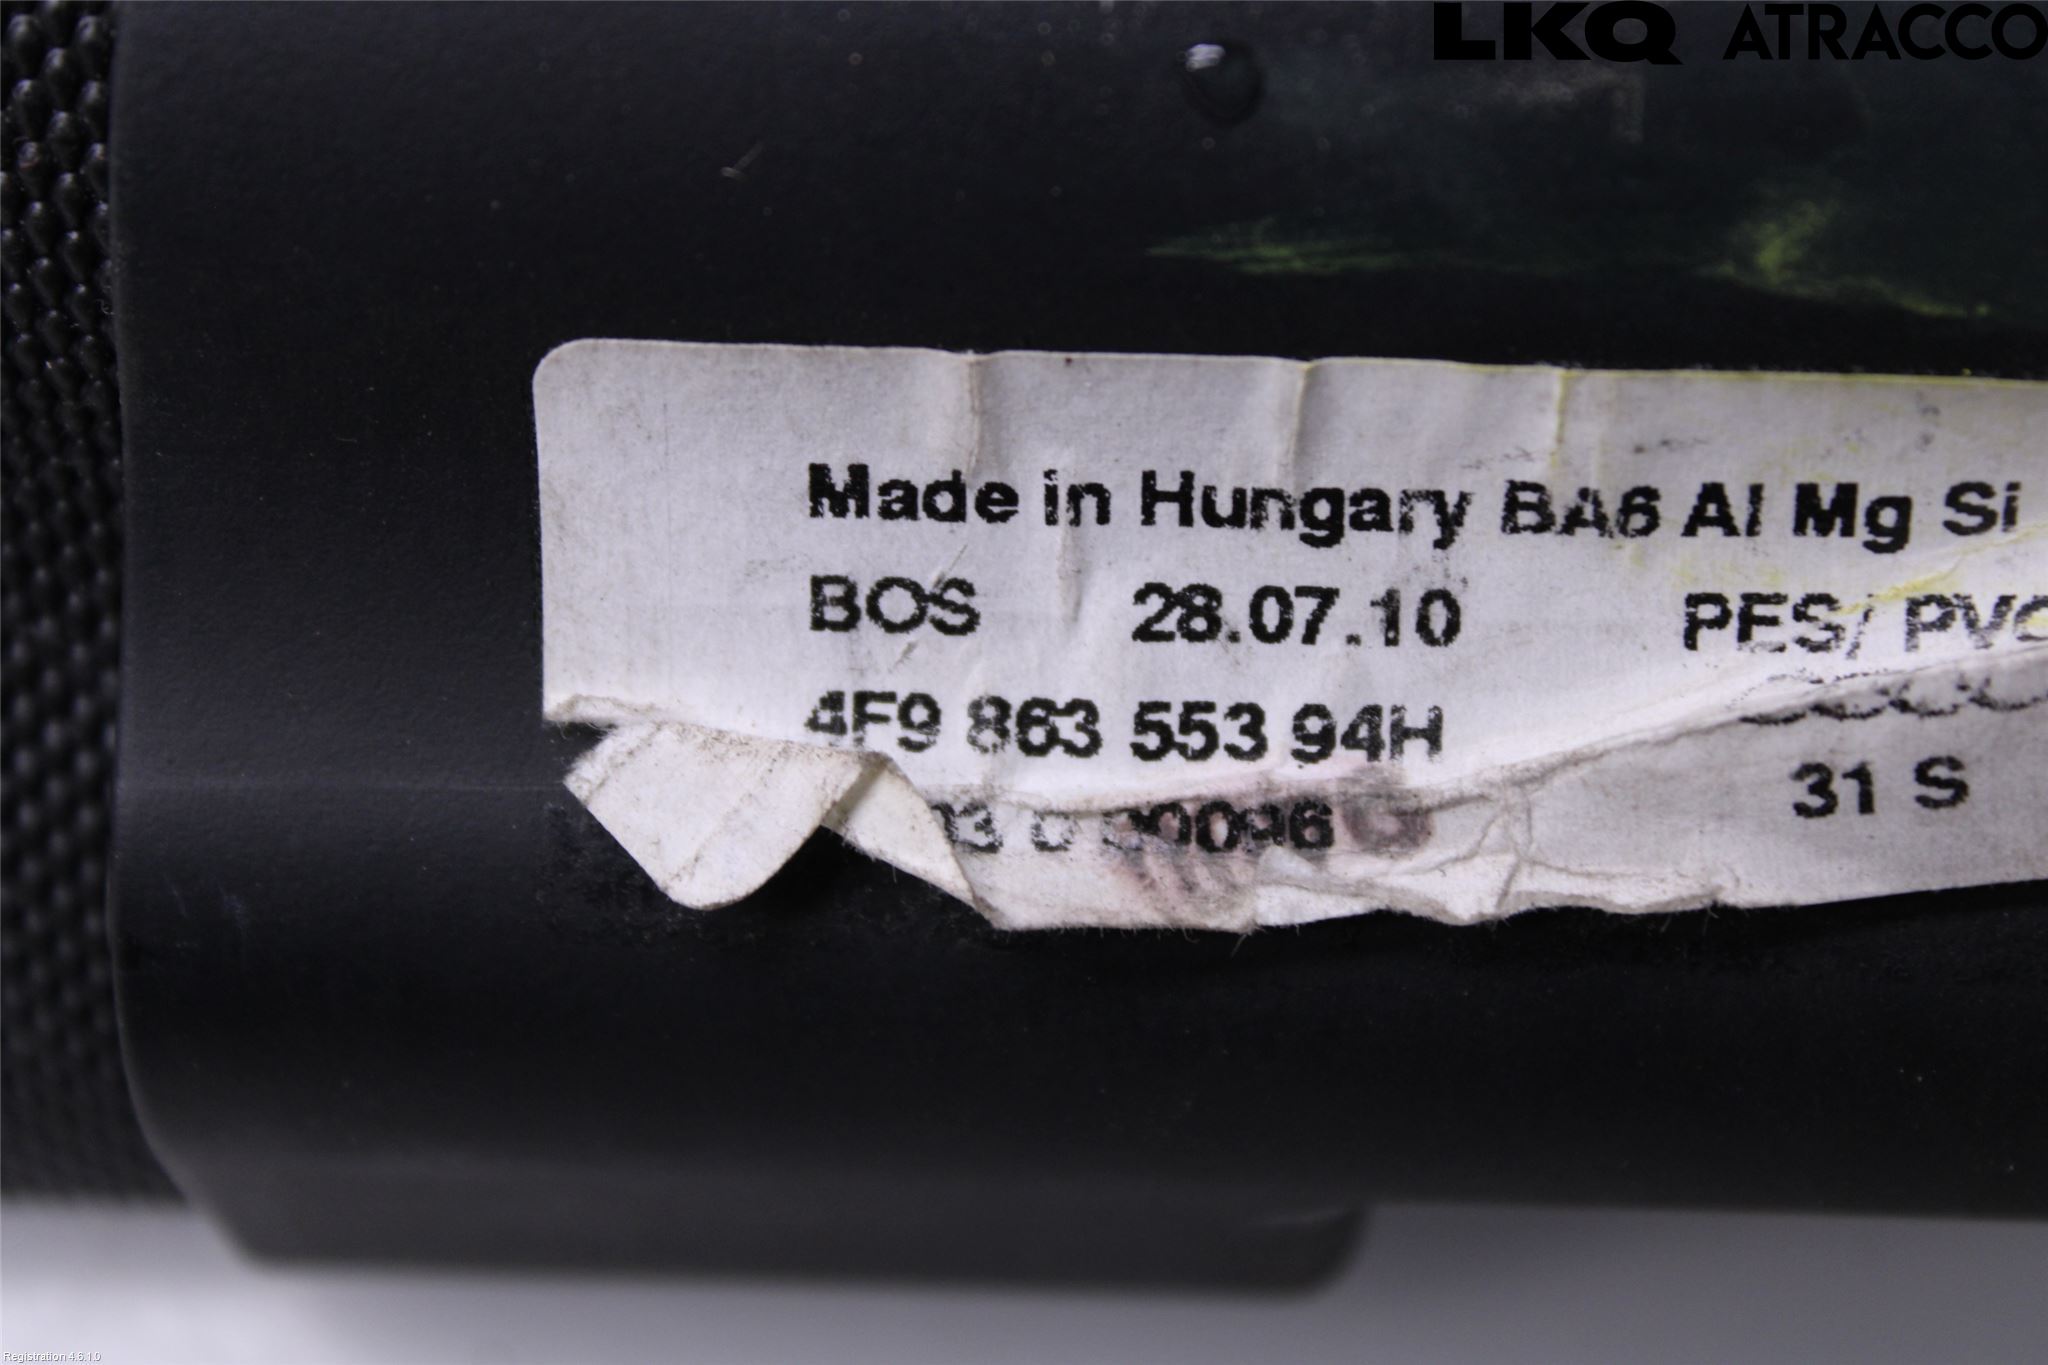 LKQ ATRACCO
Made in Hungary BA6 Al Mg Si
BOS 28.07.10 PES/ PVC
4F9 863 553 94H
31 S
Registration 4.6.1.0